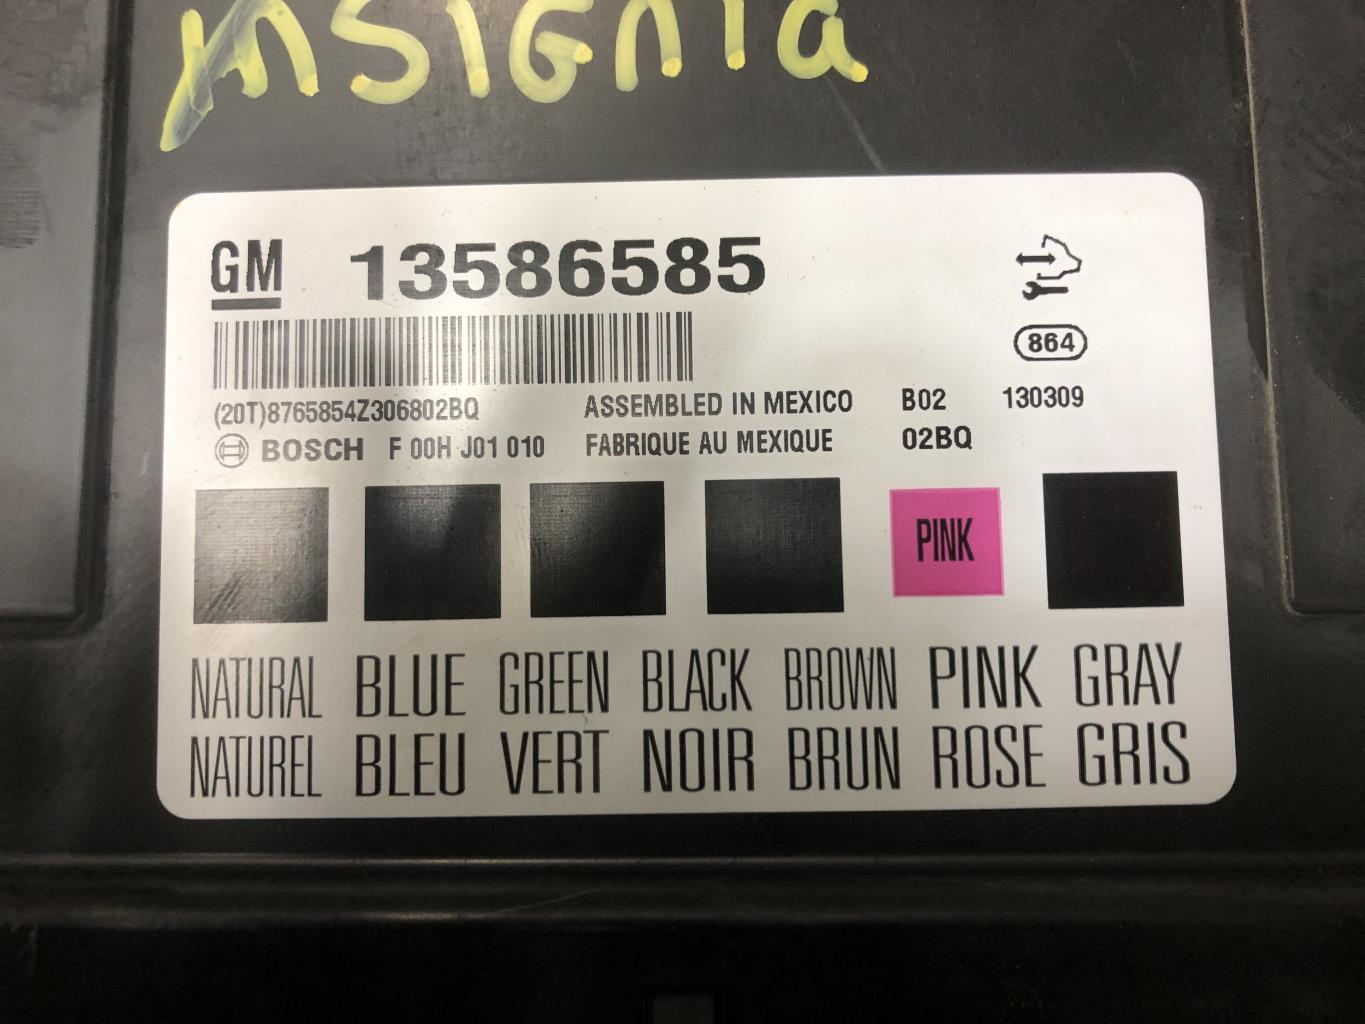 INSIGNIA
GM 13586585
864
(20T)8765854Z306802BQ ASSEMBLED IN MEXICO B02 130309
BOSCH F 00H J01 010 FABRIQUE AU MEXIQUE 02BQ
PINK
NATURAL BLUE GREEN BLACK BROWN PINK GRAY
NATUREL BLEU VERT NOIR BRUN ROSE GRIS